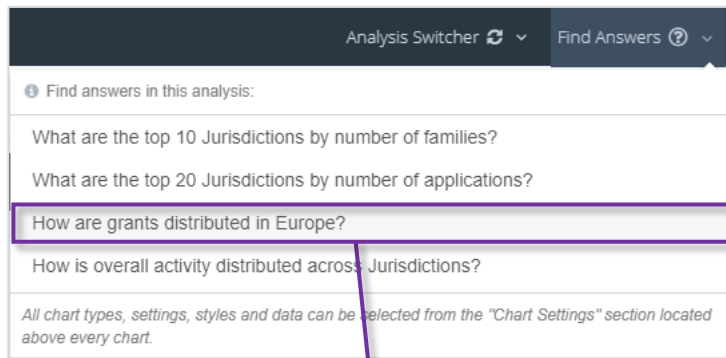 Analysis Switcher Find Answers
Find answers in this analysis:
What are the top 10 Jurisdictions by number of families?
What are the top 20 Jurisdictions by number of applications?
How are grants distributed in Europe?
How is overall activity distributed across Jurisdictions?
All chart types, settings, styles and data can be selected from the "Chart Settings" section located
above every chart.